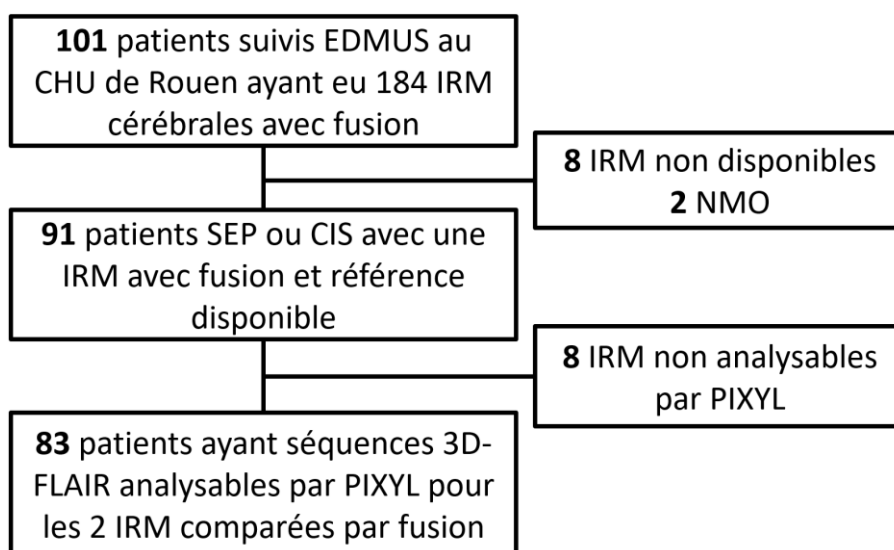 101 patients suivis EDMUS au
CHU de Rouen ayant eu 184 IRM
cérébrales avec fusion
8 IRM non disponibles
2 NMO
91 patients SEP ou CIS avec une
IRM avec fusion et référence
disponible
8 IRM non analysables
par PIXYL
83 patients ayant séquences 3D-
FLAIR analysables par PIXYL pour
les 2 IRM comparées par fusion